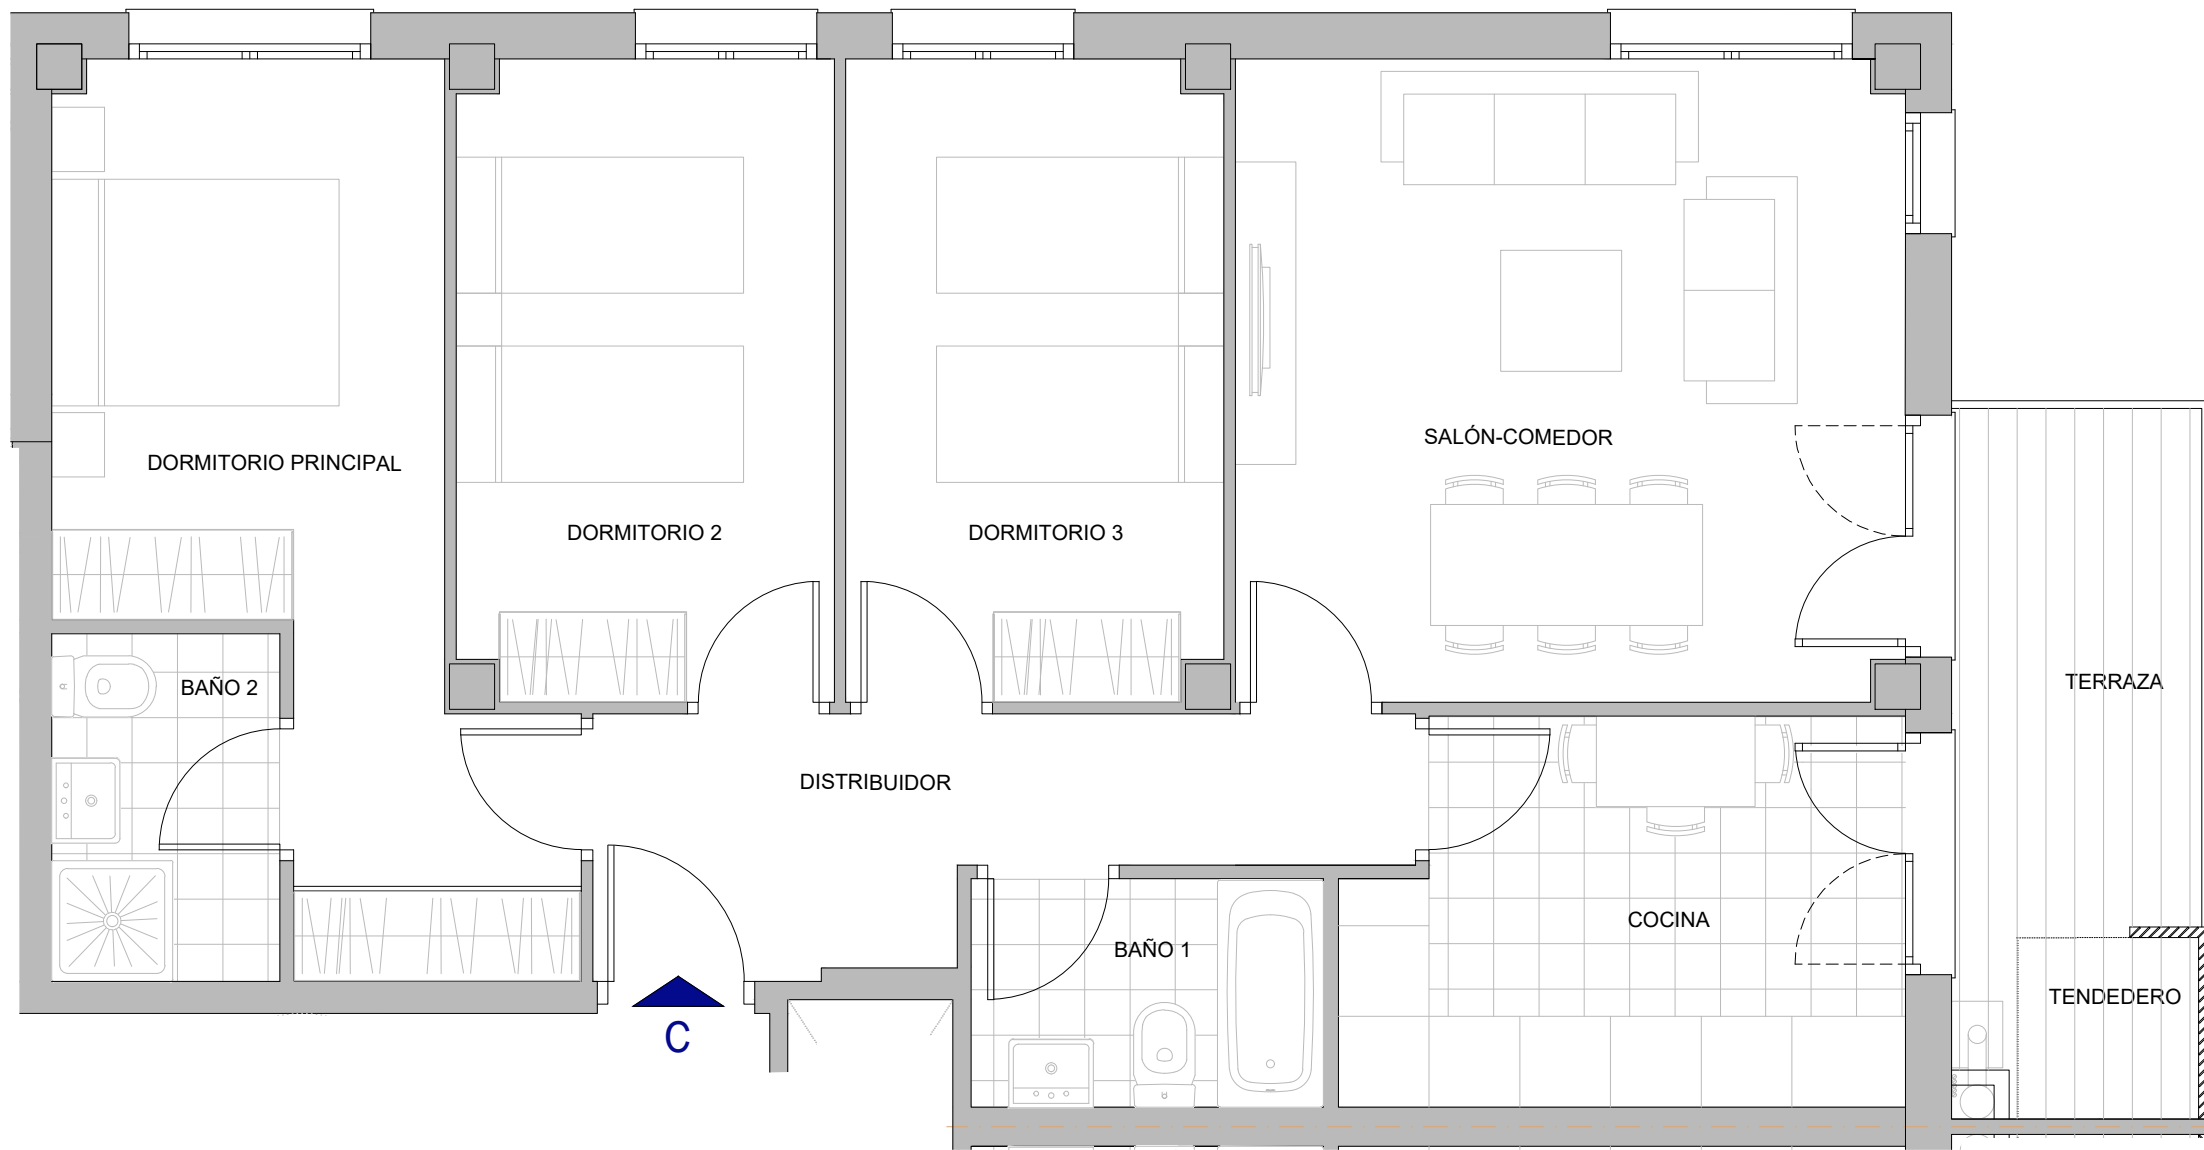 SALÓN-COMEDOR
DORMITORIO PRINCIPAL
DORMITORIO 2
DORMITORIO 3
BAÑO 2
TERRAZA
DISTRIBUIDOR
COCINA
BAÑO 1
TENDEDERO
C